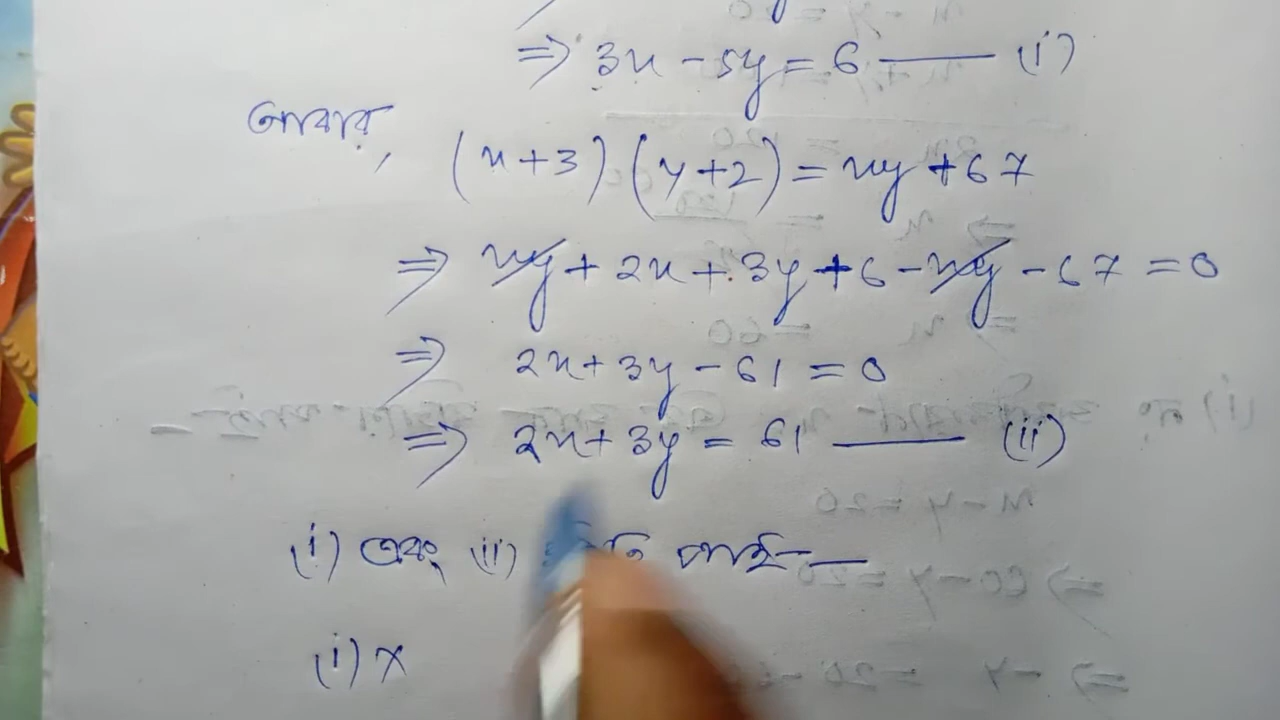 ⇒ 3x - 5y = 6 —— (i)
আবার,
(x+3) (y+2) = xy + 67
⇒ xy + 2x + 3y + 6 - xy - 67 = 0
⇒ 2x + 3y - 61 = 0
⇒ 2x + 3y = 61 —— (ii)
(i) এবং (ii) পাই-—
(i) ×